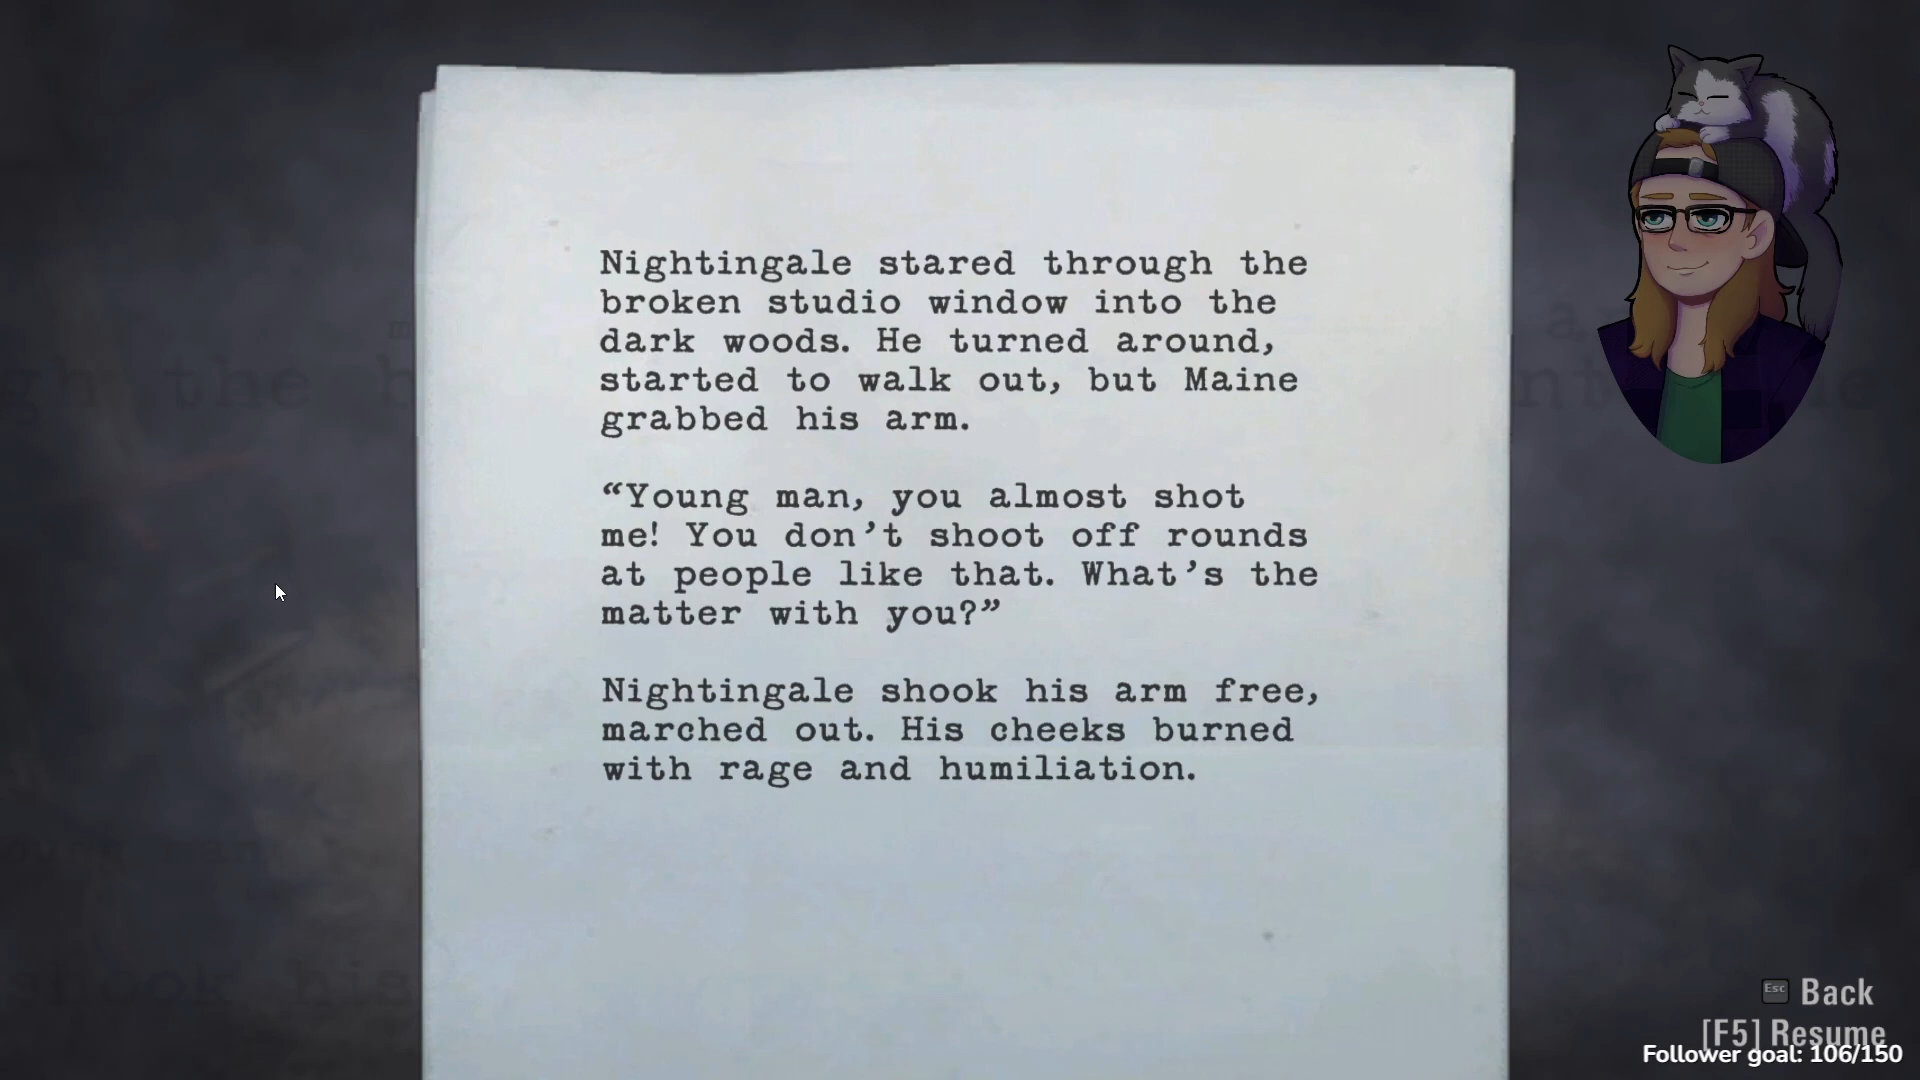 Nightingale stared through the
broken studio window into the
dark woods. He turned around,
started to walk out, but Maine
grabbed his arm.
“Young man, you almost shot
me! You don’t shoot off rounds
at people like that. What’s the
matter with you?”
Nightingale shook his arm free,
marched out. His cheeks burned
with rage and humiliation.
Esc Back
[F5] Resume
Follower goal: 106/150